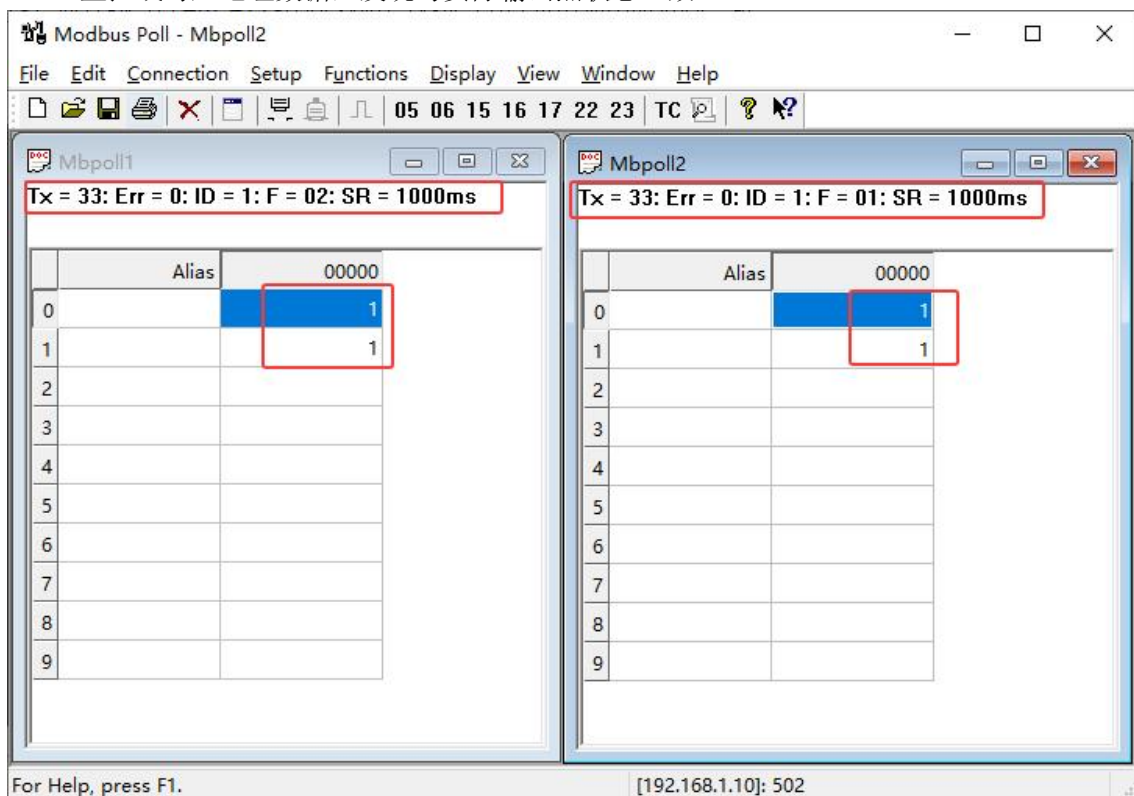 Modbus Poll - Mbpoll2
File Edit Connection Setup Functions Display View Window Help
05 06 15 16 17 22 23 TC
Mbpoll1
Tx = 33: Err = 0: ID = 1: F = 02: SR = 1000ms
Alias 00000
0 1
1 1
2
3
4
5
6
7
8
9
Mbpoll2
Tx = 33: Err = 0: ID = 1: F = 01: SR = 1000ms
Alias 00000
0 1
1 1
2
3
4
5
6
7
8
9
For Help, press F1.
[192.168.1.10]: 502